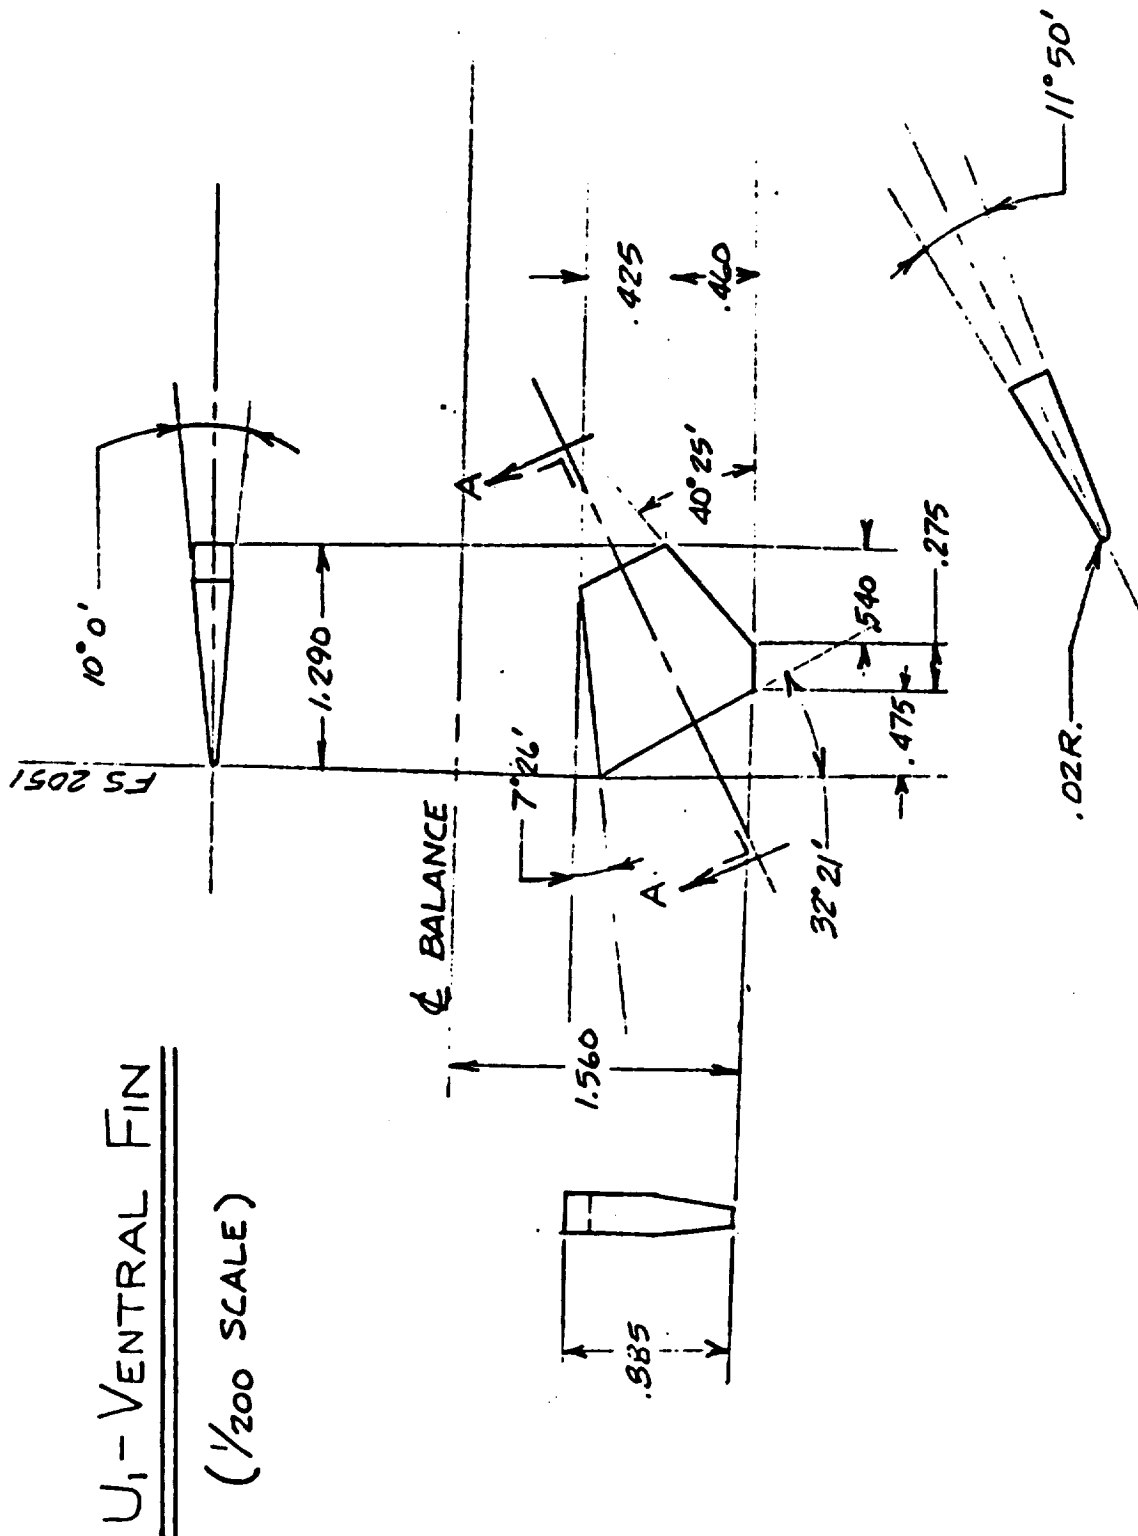 U₁ - VENTRAL FIN
(1/200 SCALE)
FS 2051
10° 0'
1.290
℄ BALANCE
7° 26'
1.560
.885
A
A
.425
.460
40° 25'
.540
.275
.475
32° 21'
11° 50'
.02R.